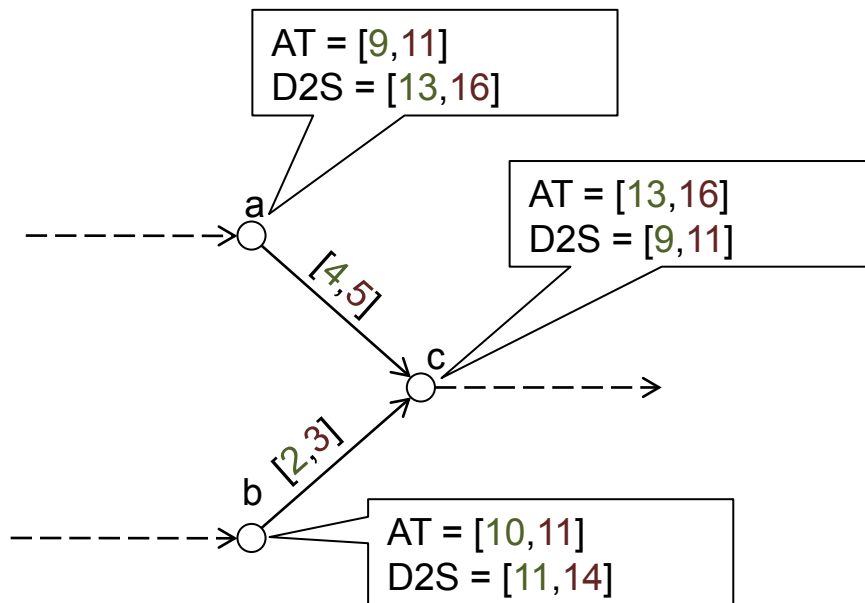 AT = [9,11]
D2S = [13,16]
AT = [13,16]
D2S = [9,11]
a
[4,5]
c
[2,3]
b
AT = [10,11]
D2S = [11,14]